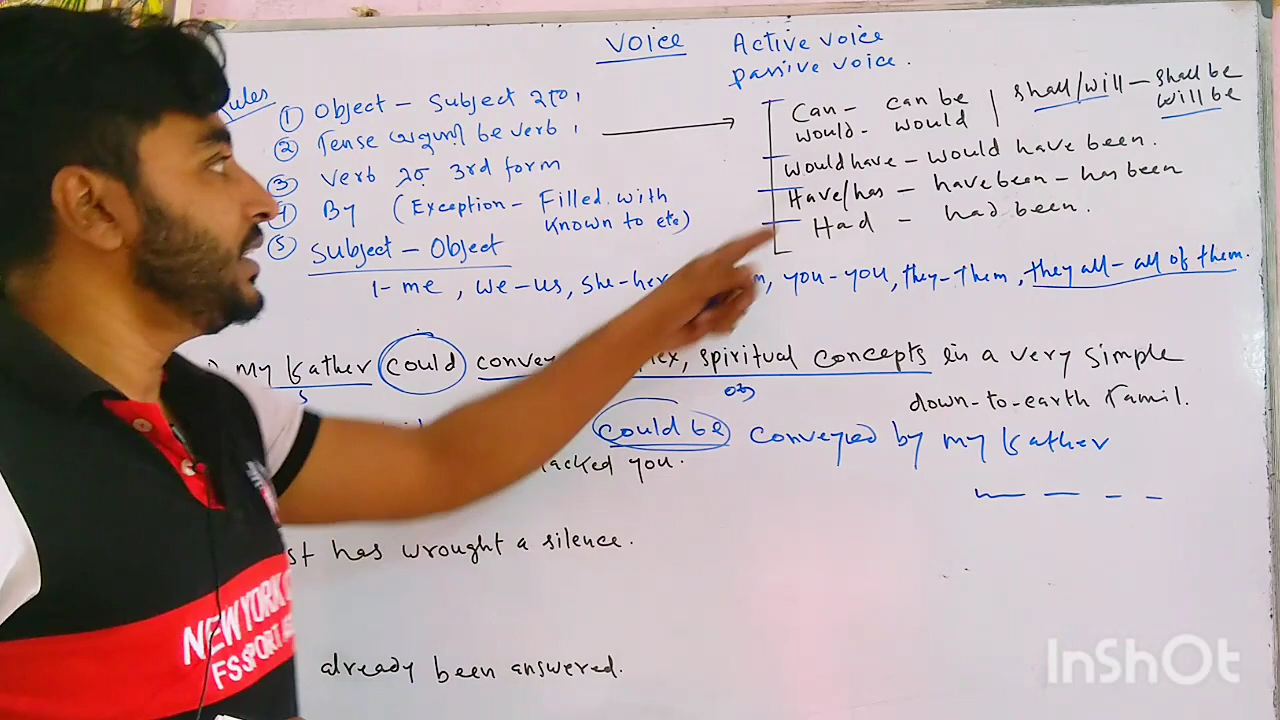 voice Active voice
passive voice.
Rules
① Object - Subject হবে।
② Tense অনুযায়ী be verb।
③ verb এর 3rd form
④ By (Exception - Filled with
known to etc)
⑤ Subject - Object
I-me, we-us, she-her you-you, they-Them, they all-all of them.
Can - can be
would - would
shall/will - shall be
will be
would have - would have been.
Have/has - have been - has been
Had - had been.
my father could spiritual concepts in a very simple
down-to-earth Tamil.
s ob
could be conveyed by my father
you.
has wrought a silence.
already been answered.
NEW YORK
FS SPORT
InShOt